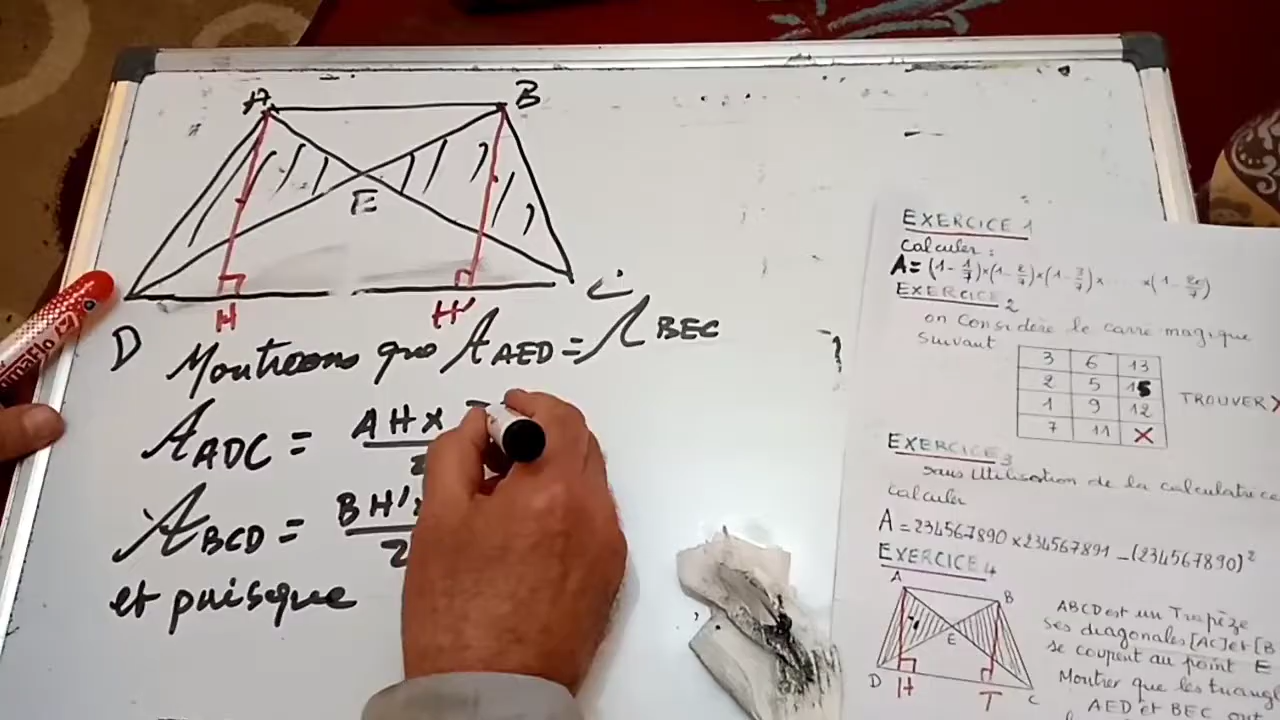 A B
E
C
H H'
D Montrons que A AED = A BEC
A ADC = AH x
2
A BCD = BH'
2
et puisque
EXERCICE 1
Calculer :
A = (1 - 1/7) × (1 - 2/7) × (1 - 3/7) × ... × (1 - /7)
EXERCICE 2
on Considère le carré magique
suivant
3 6 13
2 5 15
1 9 12
7 11 X
TROUVER X
EXERCICE 3
sans Utilisation de la calculatrice
calculer
A = 234567890 × 234567891 - (234567890)²
EXERCICE 4
A B
E
D H T C
ABCD est un Trapèze
ses diagonales [AC] et [B
se coupent au point E
Montrer que les triang
AED et BEC ont